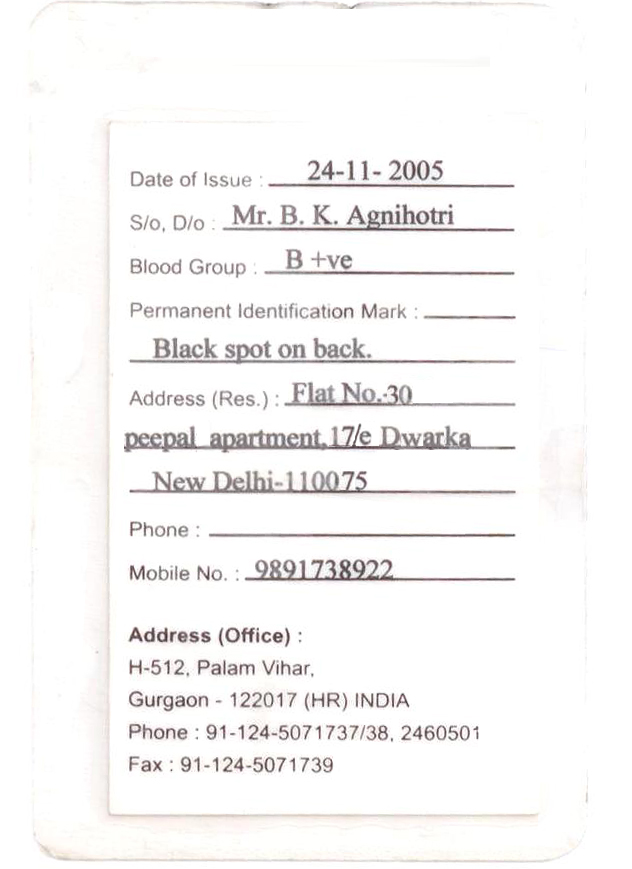 Date of Issue : 24-11- 2005
S/o, D/o : Mr. B. K. Agnihotri
Blood Group : B +ve
Permanent Identification Mark :
Black spot on back.
Address (Res.) : Flat No.-30
peepal apartment,17/e Dwarka
New Delhi-110075
Phone :
Mobile No. : 9891738922
Address (Office) :
H-512, Palam Vihar,
Gurgaon - 122017 (HR) INDIA
Phone : 91-124-5071737/38, 2460501
Fax : 91-124-5071739